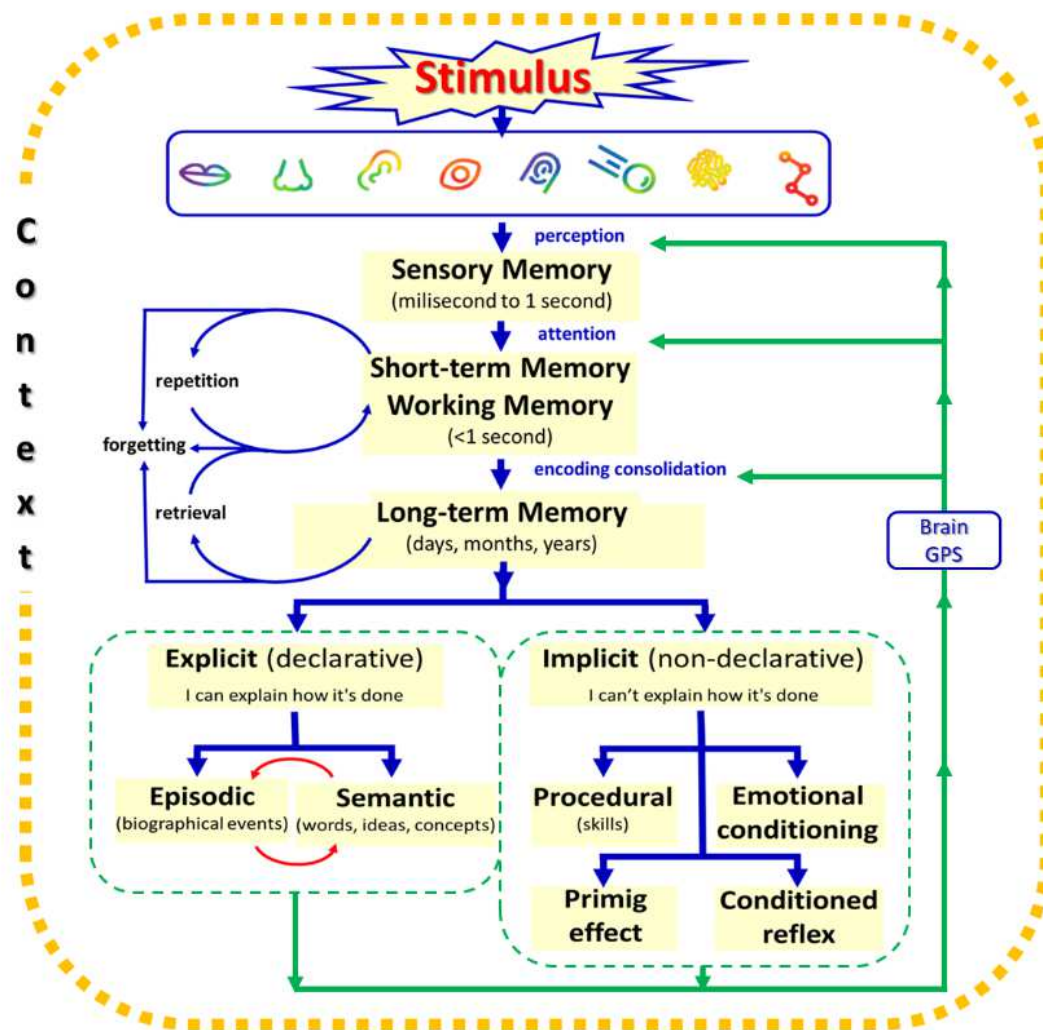 Stimulus
Context
perception
Sensory Memory
(milisecond to 1 second)
attention
Short-term Memory
Working Memory
(<1 second)
repetition
forgetting
retrieval
encoding consolidation
Long-term Memory
(days, months, years)
Brain
GPS
Explicit (declarative)
I can explain how it's done
Implicit (non-declarative)
I can't explain how it's done
Episodic
(biographical events)
Semantic
(words, ideas, concepts)
Procedural
(skills)
Emotional
conditioning
Primig
effect
Conditioned
reflex